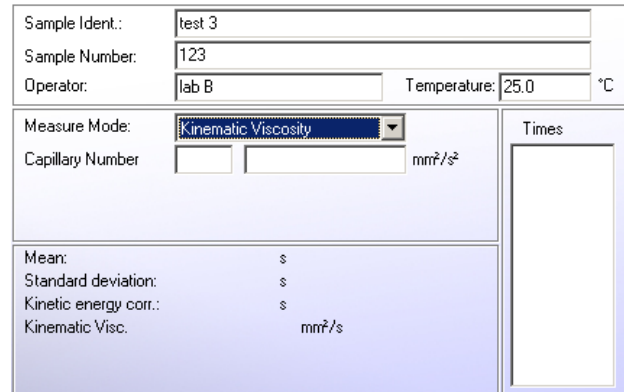 Sample Ident.: test 3
Sample Number: 123
Operator: lab B Temperature: 25.0 °C
Measure Mode: Kinematic Viscosity
Times
Capillary Number mm²/s²
Mean: s
Standard deviation: s
Kinetic energy corr.: s
Kinematic Visc. mm²/s